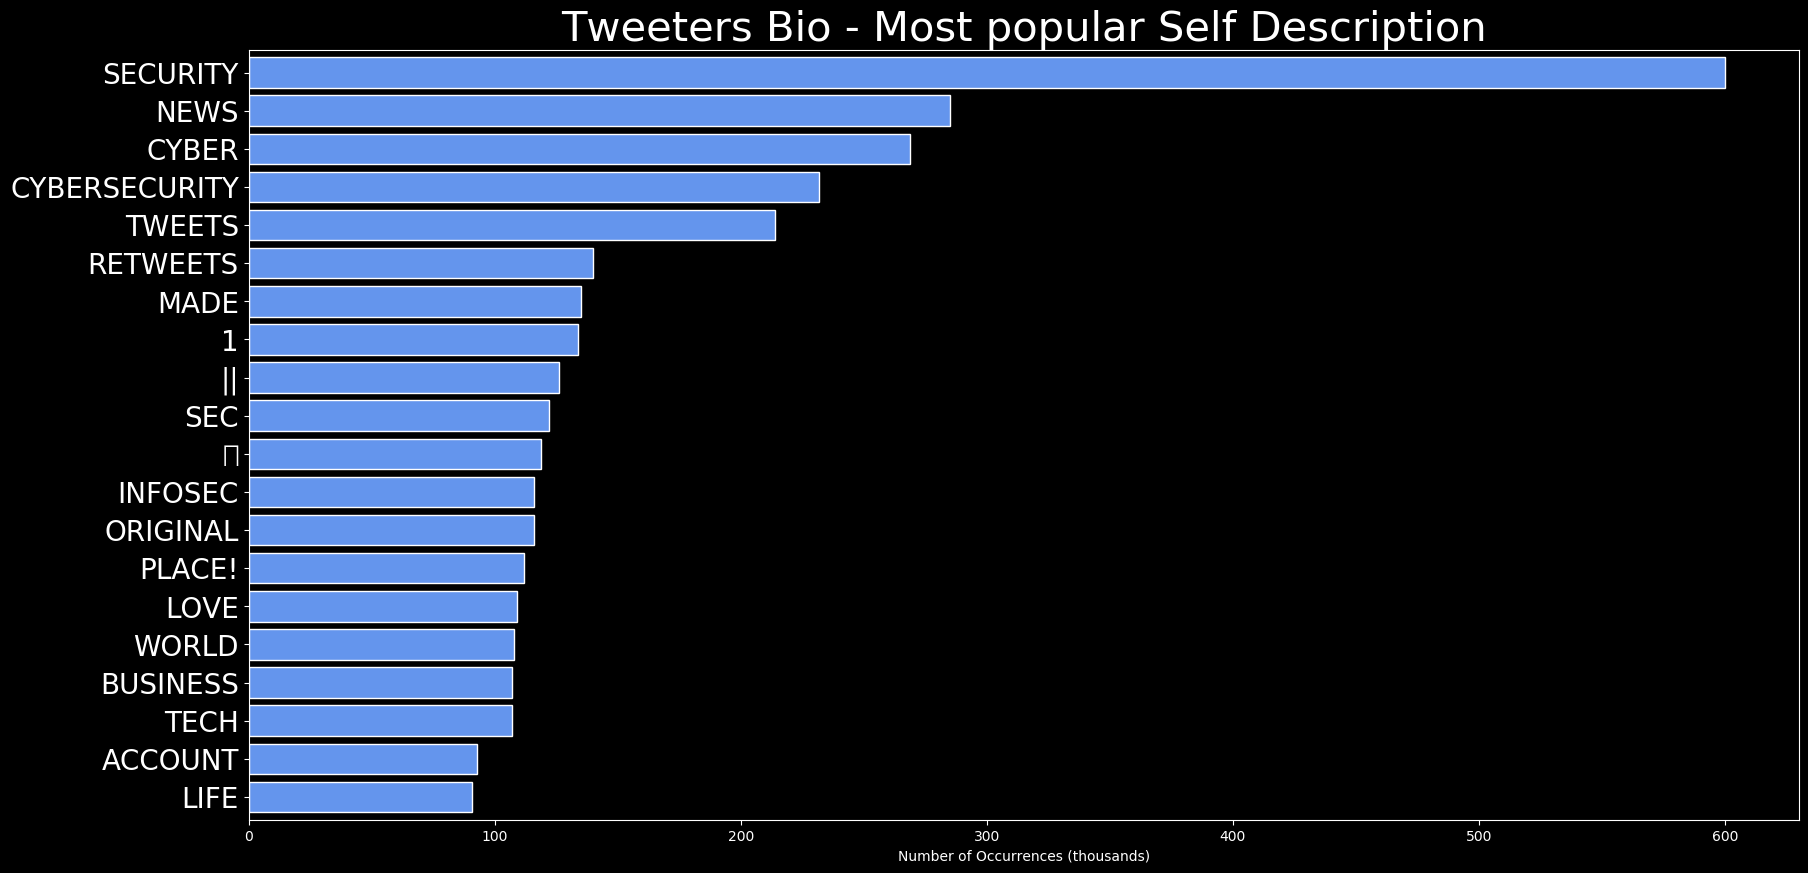 Tweeters Bio - Most popular Self Description
SECURITY
NEWS
CYBER
CYBERSECURITY
TWEETS
RETWEETS
MADE
1
||
SEC
INFOSEC
ORIGINAL
PLACE!
LOVE
WORLD
BUSINESS
TECH
ACCOUNT
LIFE
0 100 200 300 400 500 600
Number of Occurrences (thousands)